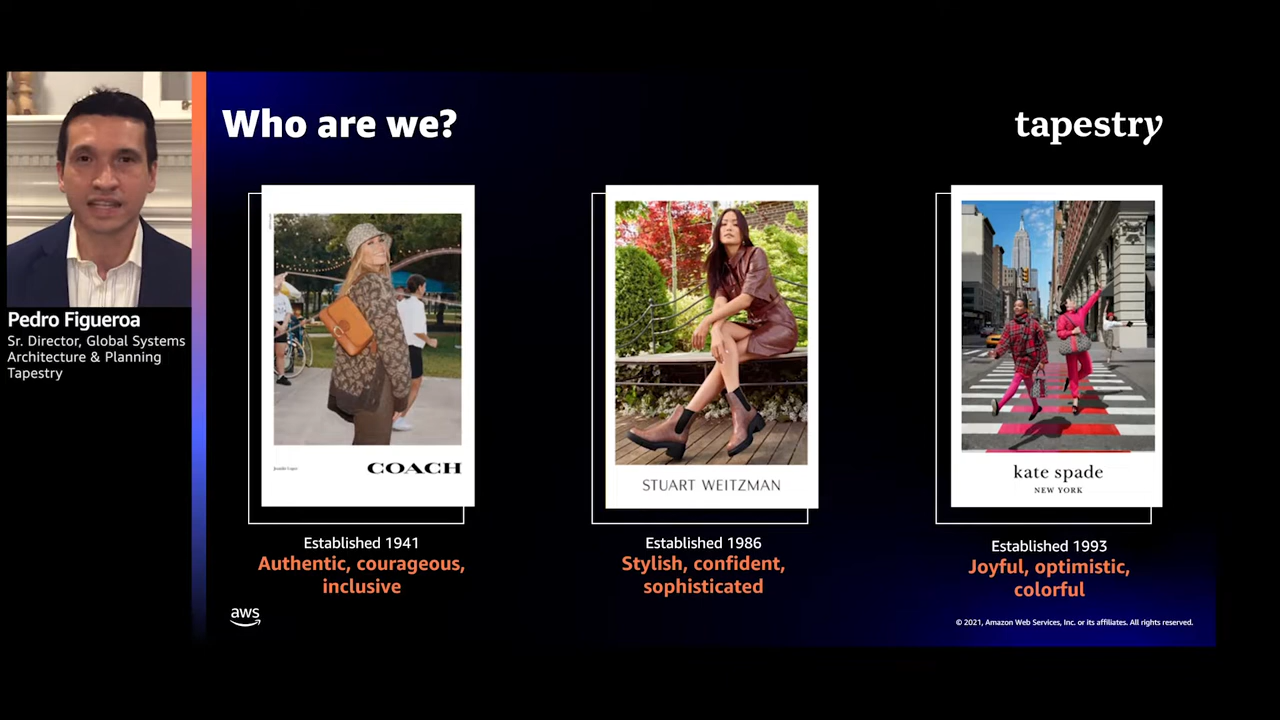 Who are we?
tapestry
Pedro Figueroa
Sr. Director, Global Systems
Architecture & Planning
Tapestry
COACH
Established 1941
Authentic, courageous,
inclusive
STUART WEITZMAN
Established 1986
Stylish, confident,
sophisticated
kate spade
NEW YORK
Established 1993
Joyful, optimistic,
colorful
aws
© 2021, Amazon Web Services, Inc. or its affiliates. All rights reserved.